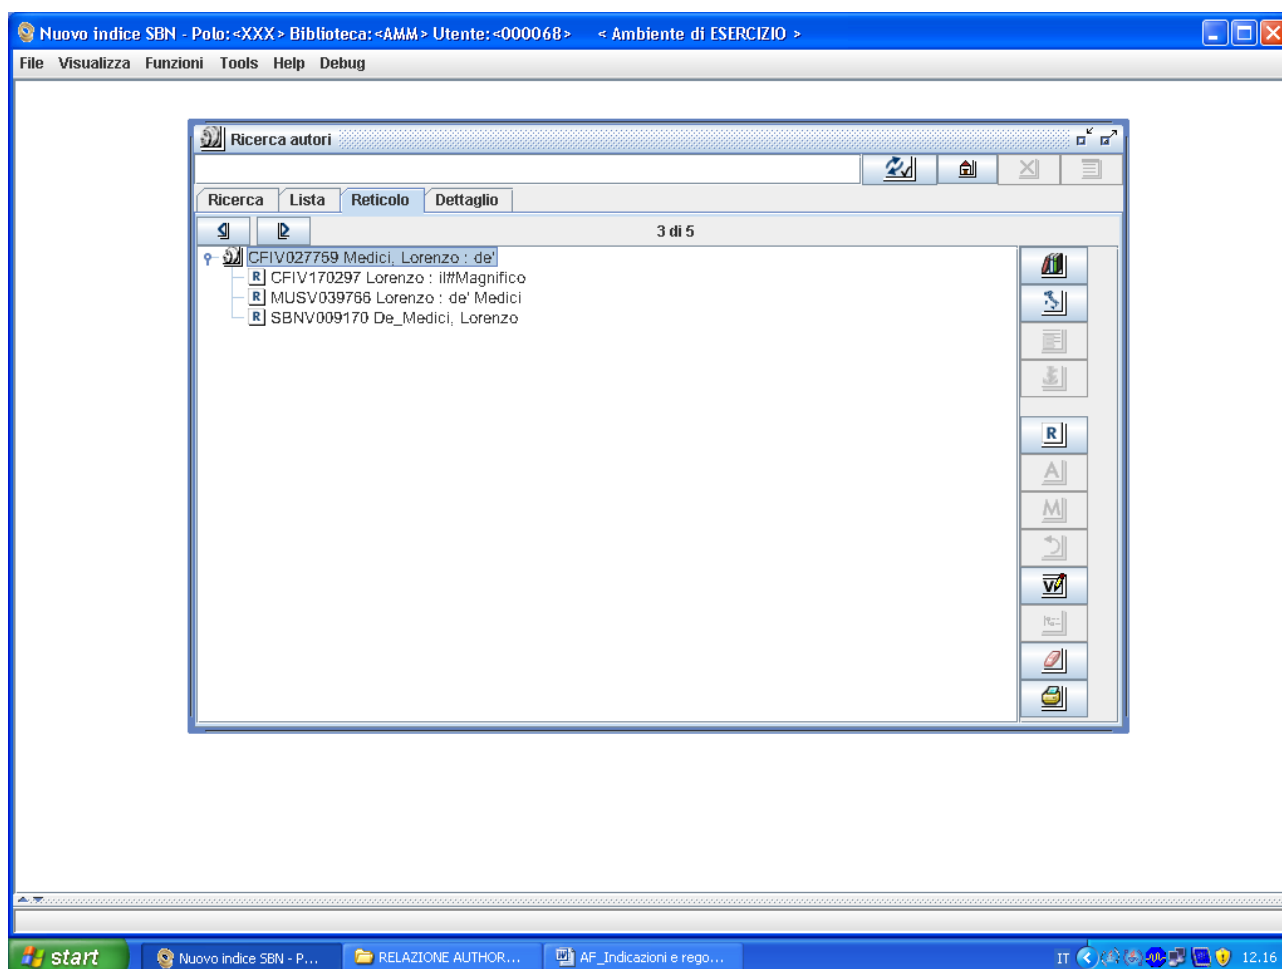 Nuovo indice SBN - Polo:<XXX> Biblioteca:<AMM> Utente:<000068> < Ambiente di ESERCIZIO >
File Visualizza Funzioni Tools Help Debug
Ricerca autori
Ricerca Lista Reticolo Dettaglio
3 di 5
CFIV027759 Medici, Lorenzo : de'
R CFIV170297 Lorenzo : il#Magnifico
R MUSV039766 Lorenzo : de' Medici
R SBNV009170 De_Medici, Lorenzo
R
A
M
V
start Nuovo indice SBN - P... RELAZIONE AUTHOR... AF_Indicazioni e rego... IT 12.16